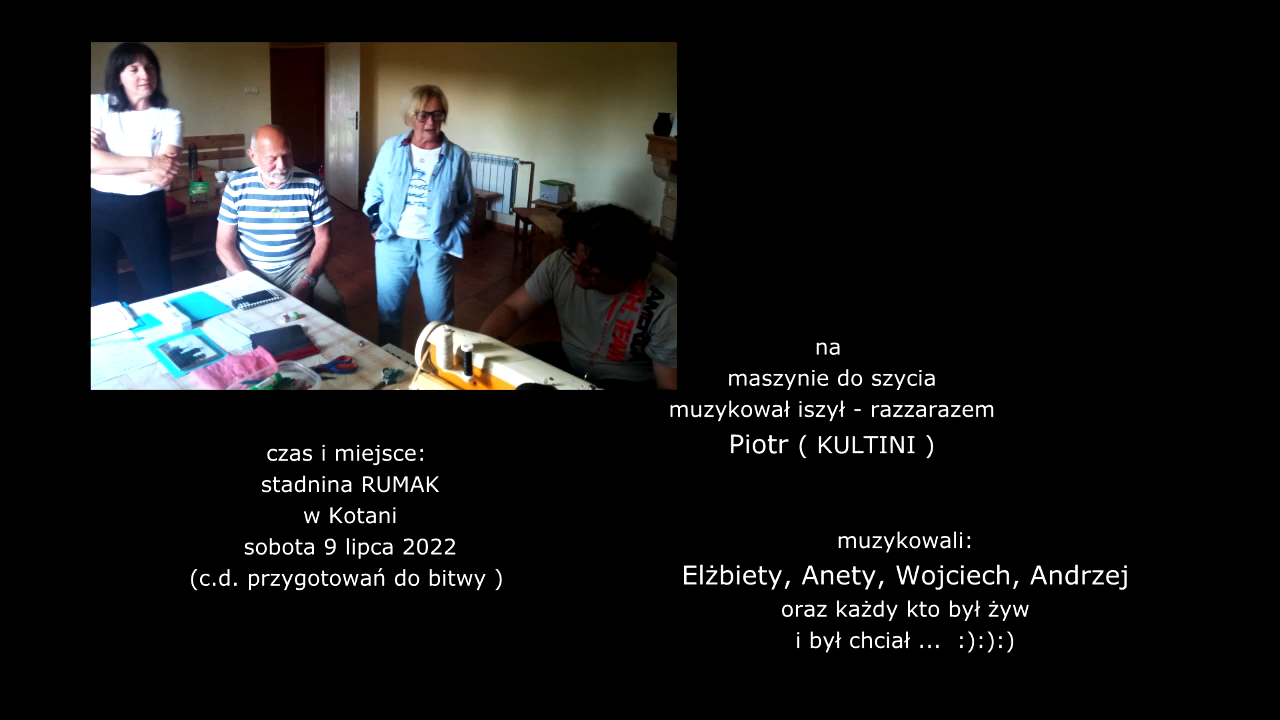 czas i miejsce:
stadnina RUMAK
w Kotani
sobota 9 lipca 2022
(c.d. przygotowań do bitwy )
na
maszynie do szycia
muzykował iszył - razzarazem
Piotr ( KULTINI )
muzykowali:
Elżbiety, Anety, Wojciech, Andrzej
oraz każdy kto był żyw
i był chciał ... :):):)